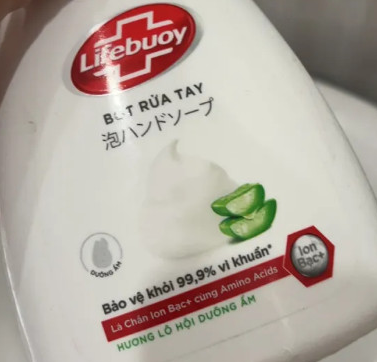 Lifebuoy
BỌT RỬA TAY
泡ハンドソープ
DƯỠNG ẨM
Bảo vệ khỏi 99,9% vi khuẩn*
Lá Chắn Ion Bạc+ cùng Amino Acids
Ion
Bạc+
HƯƠNG LÔ HỘI DƯỠNG ẨM